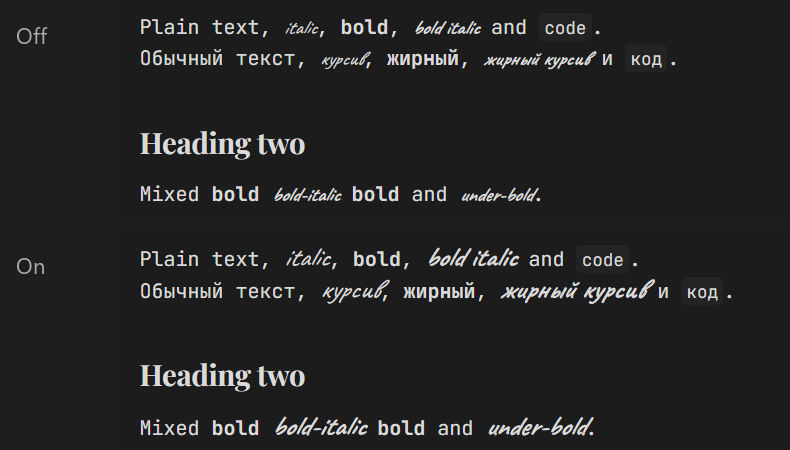 Off
Plain text, italic, bold, bold italic and code.
Обычный текст, курсив, жирный, жирный курсив и код.
Heading two
Mixed bold bold-italic bold and under-bold.
On
Plain text, italic, bold, bold italic and code.
Обычный текст, курсив, жирный, жирный курсив и код.
Heading two
Mixed bold bold-italic bold and under-bold.